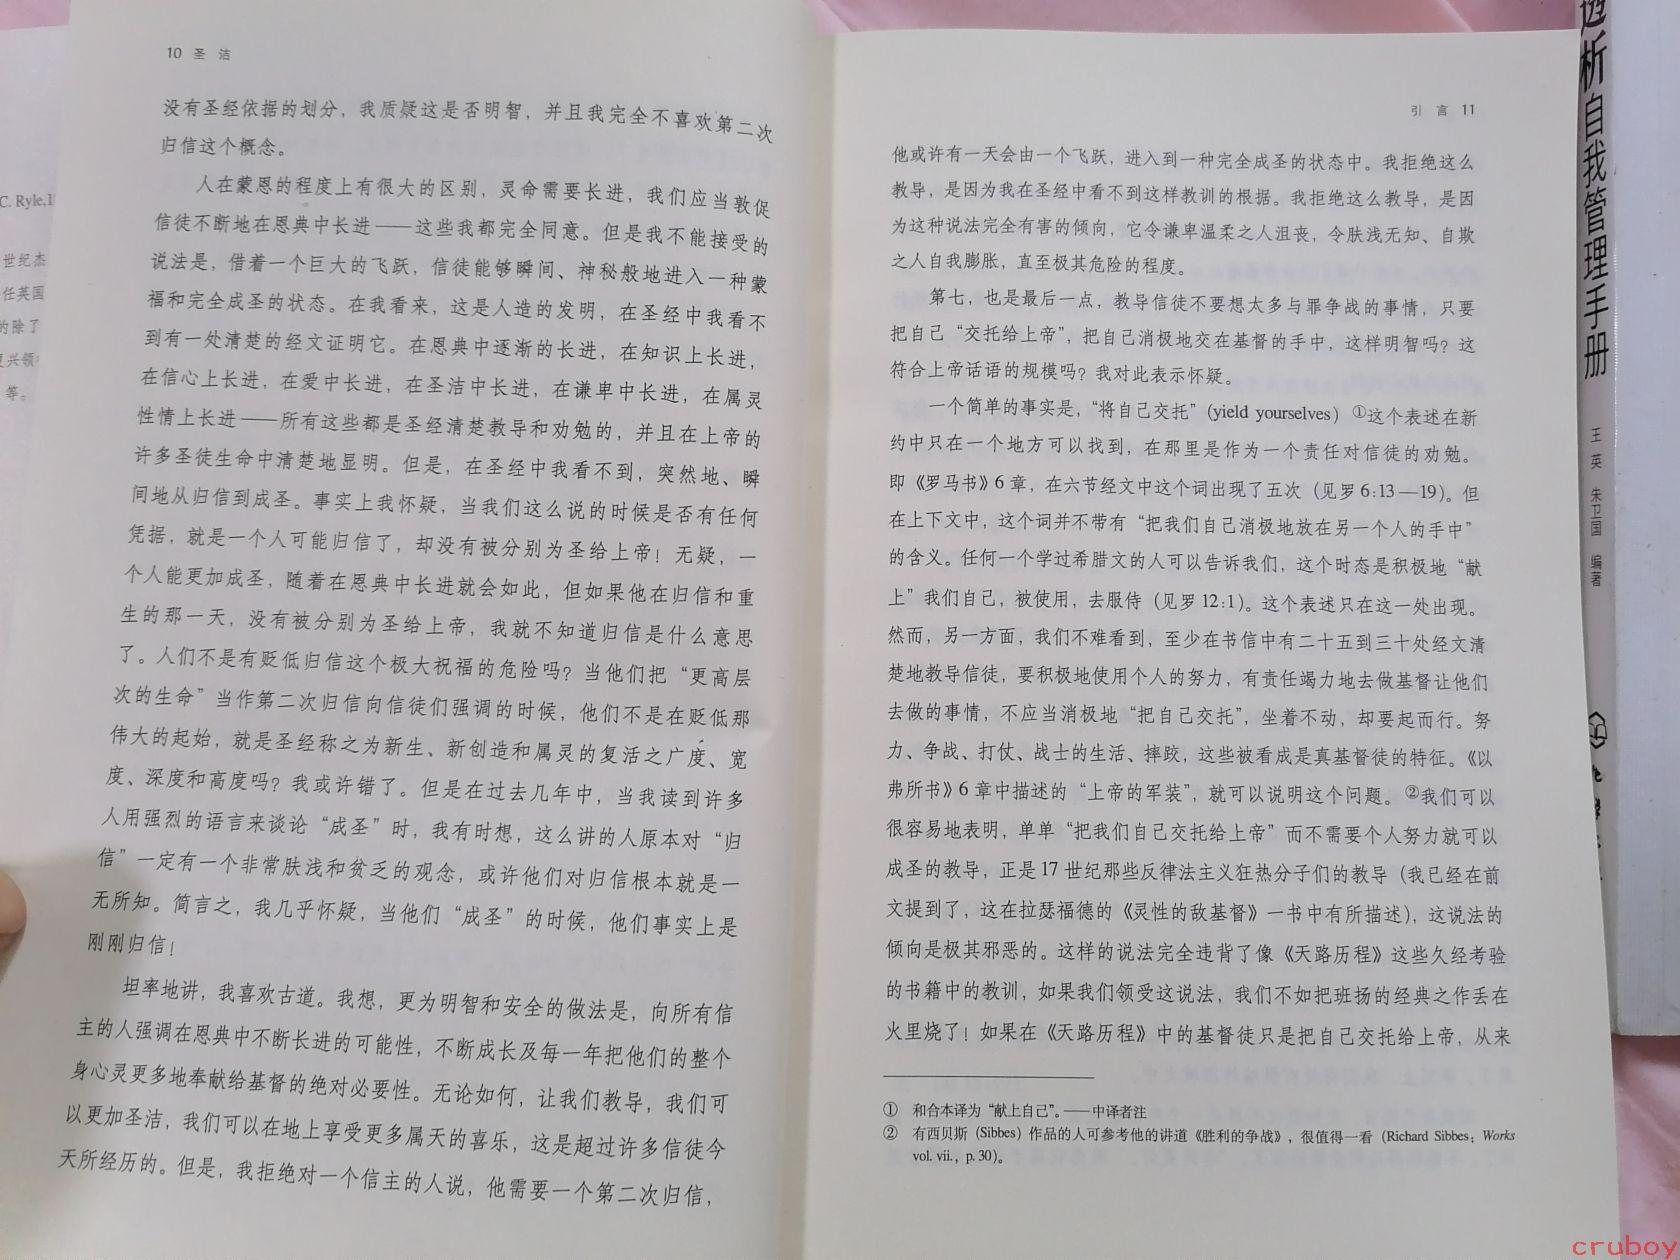 10 圣 洁
没有圣经依据的划分，我质疑这是否明智，并且我完全不喜欢第二次
归信这个概念。
人在蒙恩的程度上有很大的区别，灵命需要长进，我们应当敦促
信徒不断地在恩典中长进——这些我都完全同意。但是我不能接受的
说法是，借着一个巨大的飞跃，信徒能够瞬间、神秘般地进入一种蒙
福和完全成圣的状态。在我看来，这是人造的发明，在圣经中我看不
到有一处清楚的经文证明它。在恩典中逐渐的长进，在知识上长进，
在信心上长进，在爱中长进，在圣洁中长进，在谦卑中长进，在属灵
性情上长进——所有这些都是圣经清楚教导和劝勉的，并且在上帝的
许多圣徒生命中清楚地显明。但是，在圣经中我看不到，突然地、瞬
间地从归信到成圣。事实上我怀疑，当我们这么说的时候是否有任何
凭据，就是一个人可能归信了，却没有被分别为圣给上帝！无疑，一
个人能更加成圣，随着在恩典中长进就会如此，但如果他在归信和重
生的那一天，没有被分别为圣给上帝，我就不知道归信是什么意思
了。人们不是有贬低归信这个极大祝福的危险吗？当他们把“更高层
次的生命”当作第二次归信向信徒们强调的时候，他们不是在贬低那
伟大的起始，就是圣经称之为新生、新创造和属灵的复活之广度、宽
度、深度和高度吗？我或许错了。但是在过去几年中，当我读到许多
人用强烈的语言来谈论“成圣”时，我有时想，这么讲的人原本对“归
信”一定有一个非常肤浅和贫乏的观念，或许他们对归信根本就是一
无所知。简言之，我几乎怀疑，当他们“成圣”的时候，他们事实上是
刚刚归信！
坦率地讲，我喜欢古道。我想，更为明智和安全的做法是，向所有信
主的人强调在恩典中不断长进的可能性，不断成长及每一年把他们的整个
身心灵更多地奉献给基督的绝对必要性。无论如何，让我们教导，我们可
以更加圣洁，我们可以在地上享受更多属天的喜乐，这是超过许多信徒今
天所经历的。但是，我拒绝对一个信主的人说，他需要一个第二次归信，
引 言 11
他或许有一天会由一个飞跃，进入到一种完全成圣的状态中。我拒绝这么
教导，是因为我在圣经中看不到这样教训的根据。我拒绝这么教导，是因
为这种说法完全有害的倾向，它令谦卑温柔之人沮丧，令肤浅无知、自欺
之人自我膨胀，直至极其危险的程度。
第七，也是最后一点，教导信徒不要想太多与罪争战的事情，只要
把自己“交托给上帝”，把自己消极地交在基督的手中，这样明智吗？这
符合上帝话语的规模吗？我对此表示怀疑。
一个简单的事实是，“将自己交托”（yield yourselves）①这个表述在新
约中只在一个地方可以找到，在那里是作为一个责任对信徒的劝勉。
即《罗马书》6 章，在六节经文中这个词出现了五次（见罗 6:13—19）。但
在上下文中，这个词并不带有“把我们自己消极地放在另一个人的手中”
的含义。任何一个学过希腊文的人可以告诉我们，这个时态是积极地“献
上”我们自己，被使用，去服侍（见罗 12:1）。这个表述只在这一处出现。
然而，另一方面，我们不难看到，至少在书信中有二十五到三十处经文清
楚地教导信徒，要积极地使用个人的努力，有责任竭力地去做基督让他们
去做的事情，不应当消极地“把自己交托”，坐着不动，却要起而行。努
力、争战、打仗、战士的生活、摔跤，这些被看成是真基督徒的特征。《以
弗所书》6 章中描述的“上帝的军装”，就可以说明这个问题。②我们可以
很容易地表明，单单“把我们自己交托给上帝”而不需要个人努力就可以
成圣的教导，正是 17 世纪那些反律法主义狂热分子们的教导（我已经在前
文提到了，这在拉瑟福德的《灵性的敌基督》一书中有所描述），这说法的
倾向是极其邪恶的。这样的说法完全违背了像《天路历程》这些久经考验
的书籍中的教训，如果我们领受这说法，我们不如把班扬的经典之作丢在
火里烧了！如果在《天路历程》中的基督徒只是把自己交托给上帝，从来
① 和合本译为“献上自己”。——中译者注
② 有西贝斯（Sibbes）作品的人可参考他的讲道《胜利的争战》，很值得一看（Richard Sibbes；Works
vol. vii.，p. 30）。
C. Ryle,1
世纪杰
任英国
的除了
复兴领
等。
透析自我管理手册
王 英 朱卫国 编著
cruboy